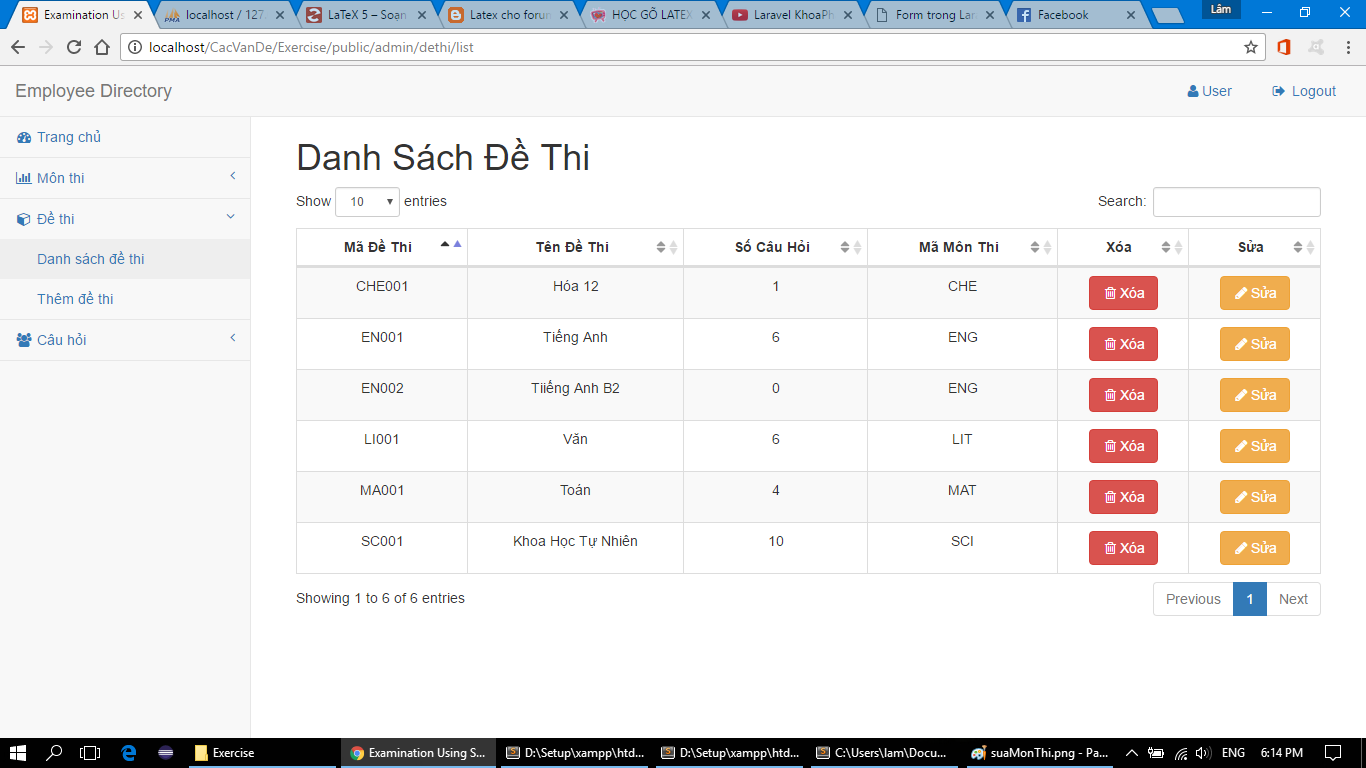 Examination Us
localhost / 127.
LaTeX 5 – Soan
Latex cho forun
HỌC GÕ LATEX
Laravel KhoaPh
Form trong Lar
Facebook
Lâm
localhost/CacVanDe/Exercise/public/admin/dethi/list
Employee Directory
User
Logout
Trang chủ
Môn thi
Đề thi
Danh sách đề thi
Thêm đề thi
Câu hỏi
Danh Sách Đề Thi
Show 10 entries
Search:
Mã Đề Thi Tên Đề Thi Số Câu Hỏi Mã Môn Thi Xóa Sửa
CHE001 Hóa 12 1 CHE Xóa Sửa
EN001 Tiếng Anh 6 ENG Xóa Sửa
EN002 Tiiếng Anh B2 0 ENG Xóa Sửa
LI001 Văn 6 LIT Xóa Sửa
MA001 Toán 4 MAT Xóa Sửa
SC001 Khoa Học Tự Nhiên 10 SCI Xóa Sửa
Showing 1 to 6 of 6 entries
Previous 1 Next
Exercise
Examination Using S...
D:\Setup\xampp\htd...
D:\Setup\xampp\htd...
C:\Users\lam\Docu...
suaMonThi.png - Pa...
ENG
6:14 PM